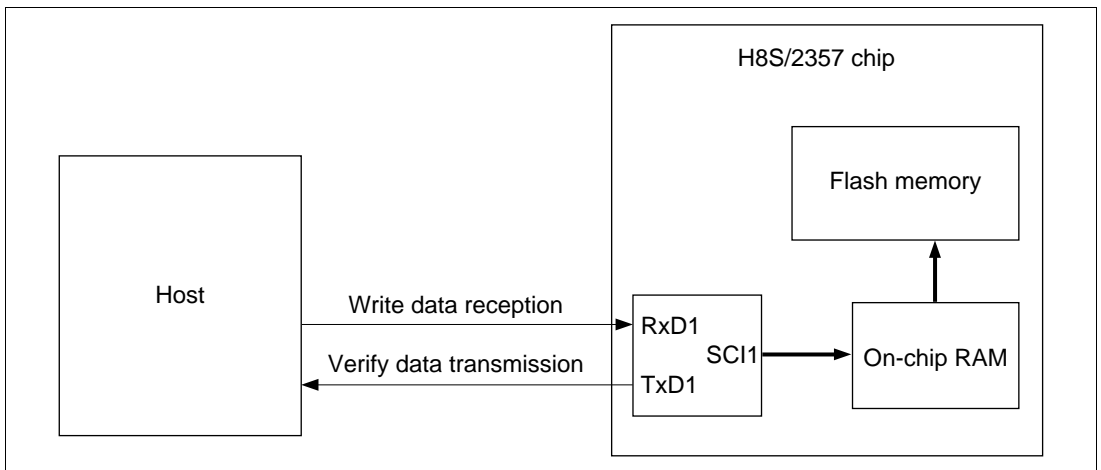 H8S/2357 chip
Flash memory
Host
Write data reception
RxD1
SCI1
On-chip RAM
Verify data transmission
TxD1